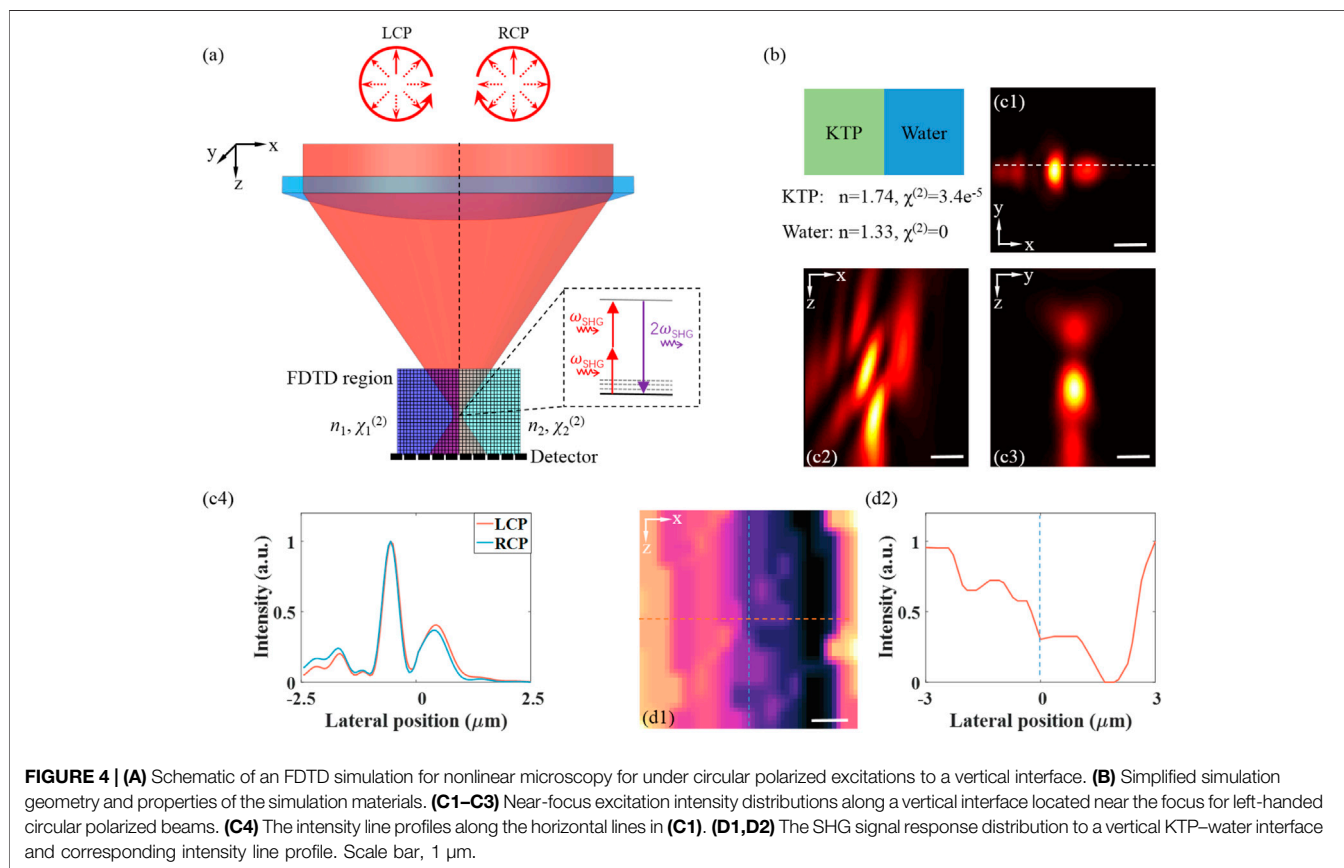 (a)
LCP
RCP
x
y
z
FDTD region
n₁, χ₁⁽²⁾
n₂, χ₂⁽²⁾
Detector
ω_SHG
2ω_SHG
ω_SHG
(b)
KTP
Water
KTP: n=1.74, χ⁽²⁾=3.4e⁻⁵
Water: n=1.33, χ⁽²⁾=0
(c1)
y
x
x
z
(c2)
y
z
(c3)
(c4)
LCP
RCP
1
0.5
0
Intensity (a.u.)
-2.5
0
2.5
Lateral position (μm)
x
z
(d1)
(d2)
1
0.5
0
Intensity (a.u.)
-3
0
3
Lateral position (μm)
FIGURE 4 | (A) Schematic of an FDTD simulation for nonlinear microscopy for under circular polarized excitations to a vertical interface. (B) Simplified simulation
geometry and properties of the simulation materials. (C1–C3) Near-focus excitation intensity distributions along a vertical interface located near the focus for left-handed
circular polarized beams. (C4) The intensity line profiles along the horizontal lines in (C1). (D1,D2) The SHG signal response distribution to a vertical KTP–water interface
and corresponding intensity line profile. Scale bar, 1 μm.